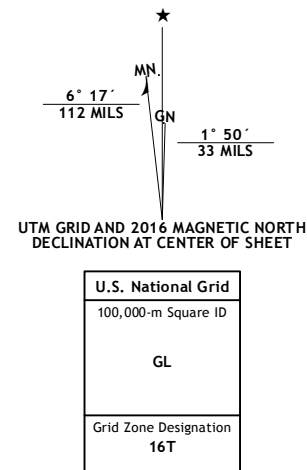 ★
MN.
6° 17´
112 MILS
GN
1° 50´
33 MILS
UTM GRID AND 2016 MAGNETIC NORTH
DECLINATION AT CENTER OF SHEET
U.S. National Grid
100,000-m Square ID
GL
Grid Zone Designation
16T